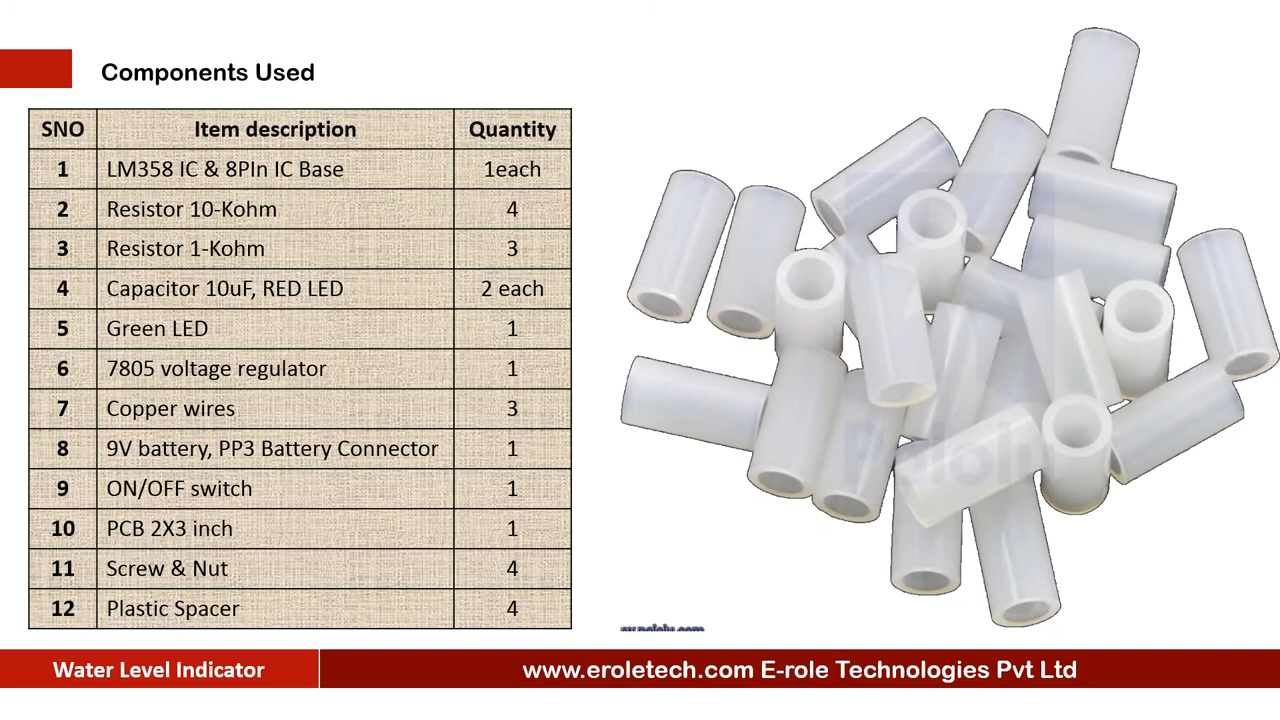 Components Used
SNO Item description Quantity
1 LM358 IC & 8PIn IC Base 1each
2 Resistor 10-Kohm 4
3 Resistor 1-Kohm 3
4 Capacitor 10uF, RED LED 2 each
5 Green LED 1
6 7805 voltage regulator 1
7 Copper wires 3
8 9V battery, PP3 Battery Connector 1
9 ON/OFF switch 1
10 PCB 2X3 inch 1
11 Screw & Nut 4
12 Plastic Spacer 4
Water Level Indicator
www.eroletech.com E-role Technologies Pvt Ltd